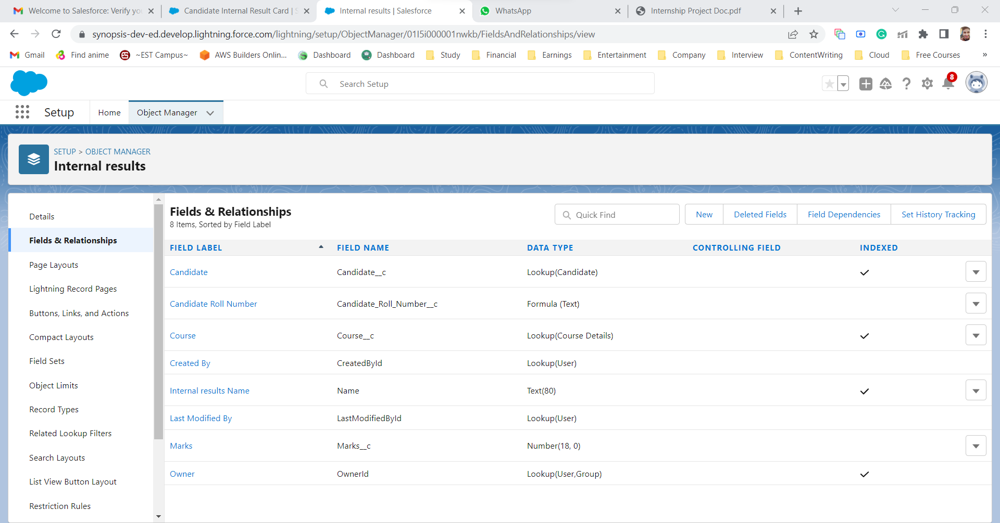 Welcome to Salesforce: Verify yo
Candidate Internal Result Card | S
Internal results | Salesforce
WhatsApp
Internship Project Doc.pdf
synopsis-dev-ed.develop.lightning.force.com/lightning/setup/ObjectManager/01I5i000001nwkb/FieldsAndRelationships/view
Gmail
Find anime
~EST Campus~
AWS Builders Onlin...
Dashboard
Dashboard
Study
Financial
Earnings
Entertainment
Company
Interview
ContentWriting
Cloud
Free Courses
»
Search Setup
8
Setup
Home
Object Manager
SETUP > OBJECT MANAGER
Internal results
Details
Fields & Relationships
Page Layouts
Lightning Record Pages
Buttons, Links, and Actions
Compact Layouts
Field Sets
Object Limits
Record Types
Related Lookup Filters
Search Layouts
List View Button Layout
Restriction Rules
Fields & Relationships
8 Items, Sorted by Field Label
Quick Find
New
Deleted Fields
Field Dependencies
Set History Tracking
FIELD LABEL FIELD NAME DATA TYPE CONTROLLING FIELD INDEXED
Candidate Candidate__c Lookup(Candidate)
Candidate Roll Number Candidate_Roll_Number__c Formula (Text)
Course Course__c Lookup(Course Details)
Created By CreatedById Lookup(User)
Internal results Name Name Text(80)
Last Modified By LastModifiedById Lookup(User)
Marks Marks__c Number(18, 0)
Owner OwnerId Lookup(User,Group)